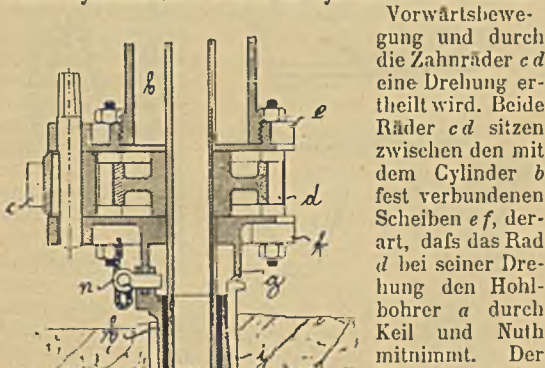 Vorwärtsbewe-
gung und durch
die Zahnräder c d
eine Drehung er-
theilt wird. Beide
Räder c d sitzen
zwischen den mit
dem Cylinder b
fest verbundenen
Scheiben e f, der-
art, daſs das Rad
d bei seiner Dre-
hung den Hohl-
bohrer a durch
Keil und Nuth
mitnimmt. Der
b
e
c
d
f
n
g
h
i